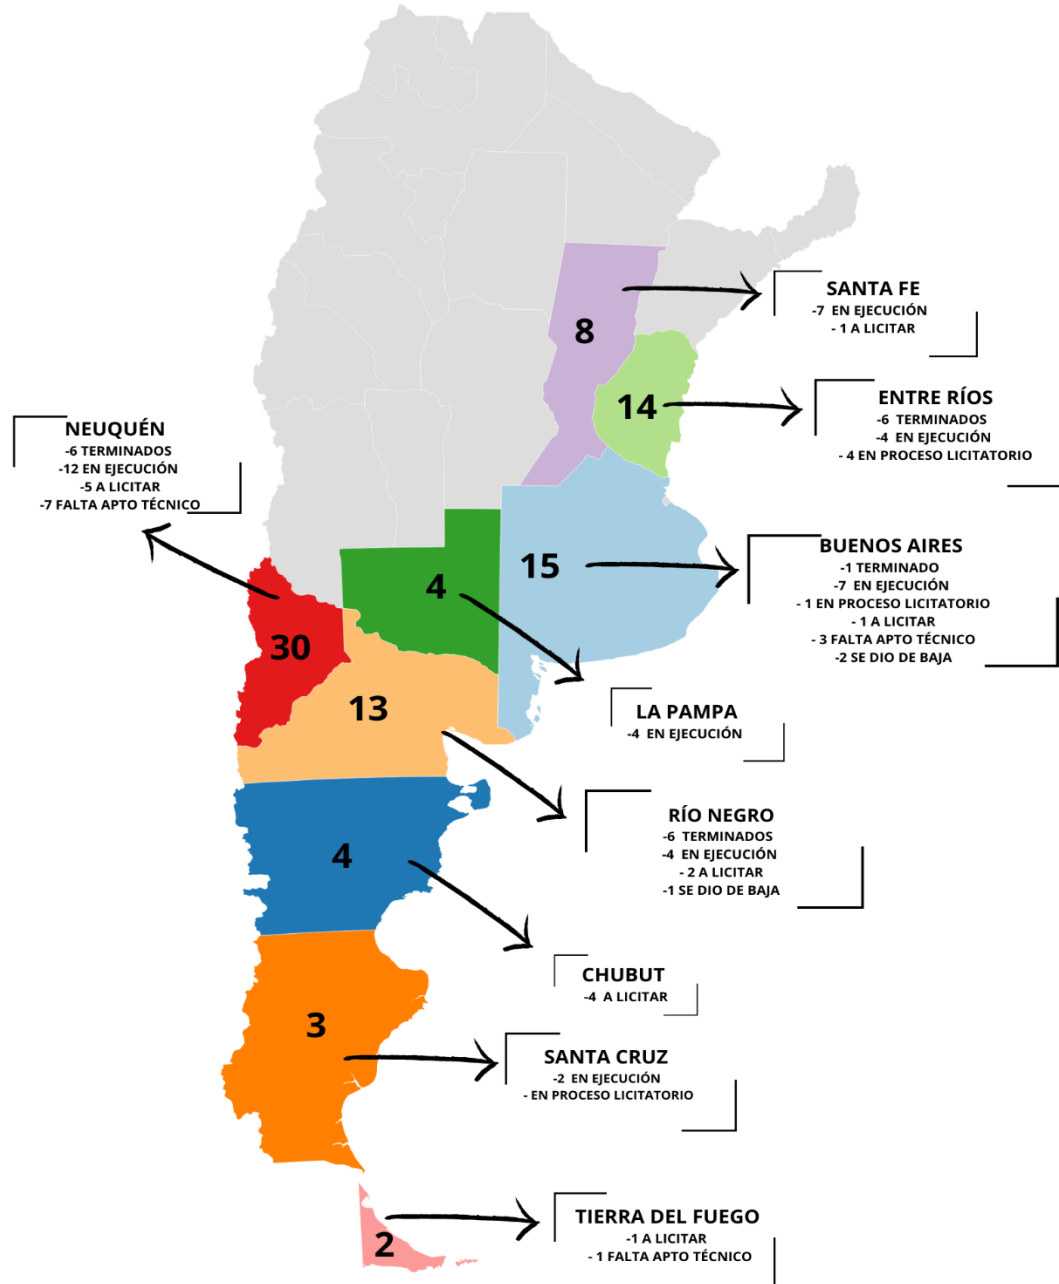 SANTA FE
-7 EN EJECUCIÓN
- 1 A LICITAR
8
ENTRE RÍOS
-6 TERMINADOS
-4 EN EJECUCIÓN
- 4 EN PROCESO LICITATORIO
14
NEUQUÉN
-6 TERMINADOS
-12 EN EJECUCIÓN
-5 A LICITAR
-7 FALTA APTO TÉCNICO
30
BUENOS AIRES
-1 TERMINADO
-7 EN EJECUCIÓN
- 1 EN PROCESO LICITATORIO
- 1 A LICITAR
- 3 FALTA APTO TÉCNICO
-2 SE DIO DE BAJA
15
4
LA PAMPA
-4 EN EJECUCIÓN
13
RÍO NEGRO
-6 TERMINADOS
-4 EN EJECUCIÓN
- 2 A LICITAR
-1 SE DIO DE BAJA
4
CHUBUT
-4 A LICITAR
3
SANTA CRUZ
-2 EN EJECUCIÓN
- EN PROCESO LICITATORIO
2
TIERRA DEL FUEGO
-1 A LICITAR
- 1 FALTA APTO TÉCNICO